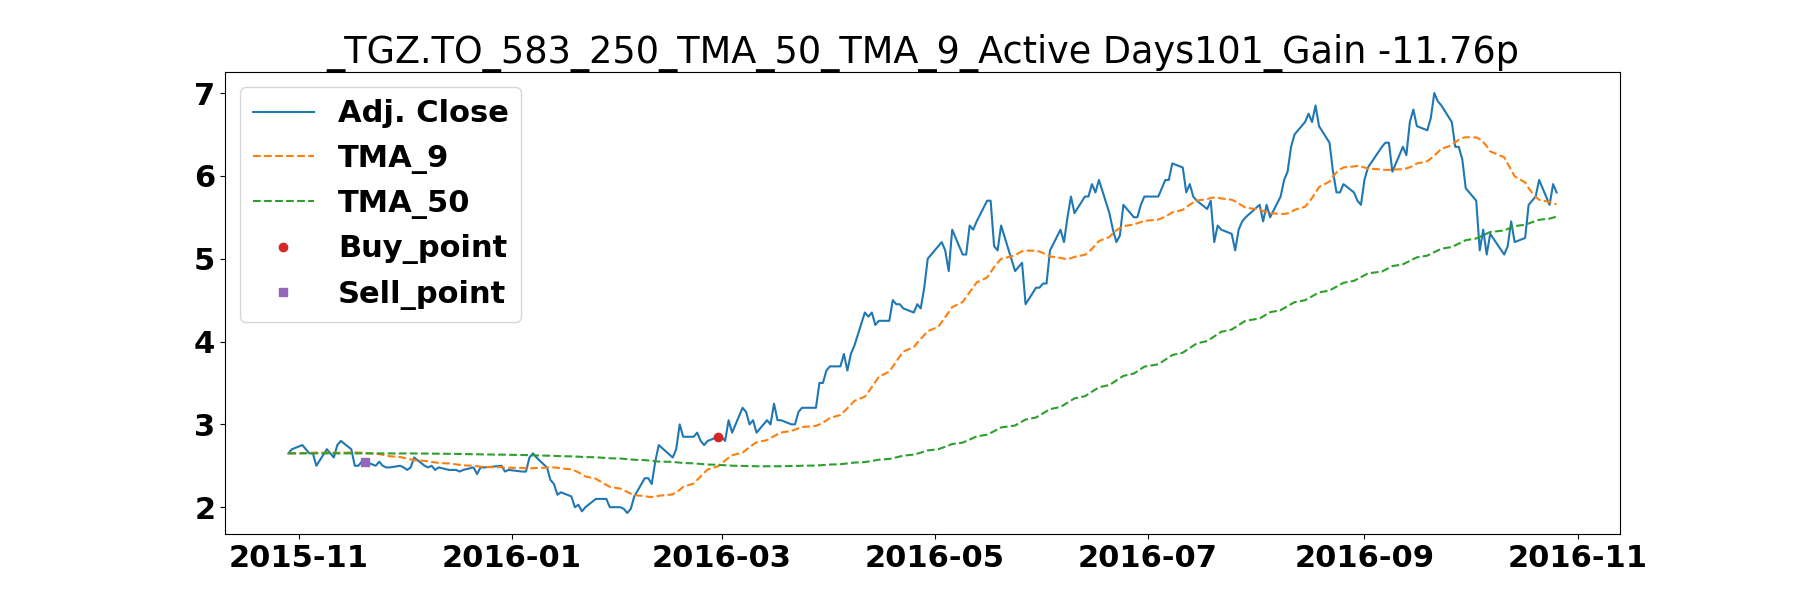 _TGZ.TO_583_250_TMA_50_TMA_9_Active Days101_Gain -11.76p
7
6
5
4
3
2
Adj. Close
TMA_9
TMA_50
Buy_point
Sell_point
2015-11 2016-01 2016-03 2016-05 2016-07 2016-09 2016-11